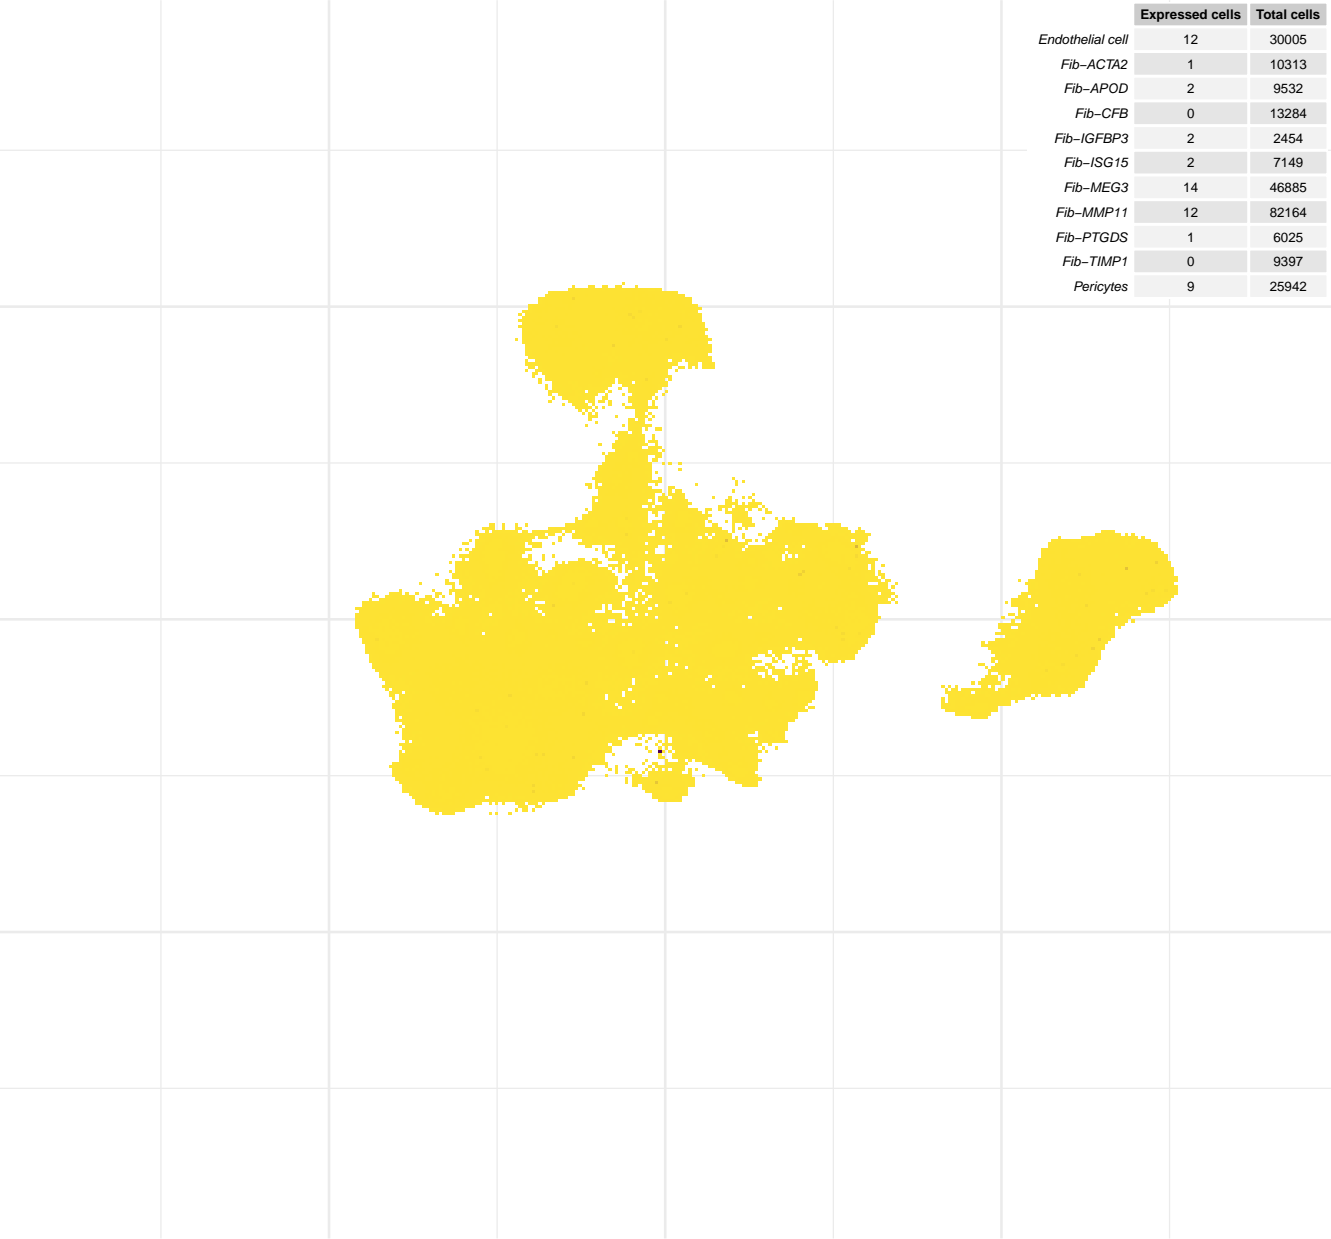 Expressed cells Total cells
Endothelial cell 12 30005
Fib−ACTA2 1 10313
Fib−APOD 2 9532
Fib−CFB 0 13284
Fib−IGFBP3 2 2454
Fib−ISG15 2 7149
Fib−MEG3 14 46885
Fib−MMP11 12 82164
Fib−PTGDS 1 6025
Fib−TIMP1 0 9397
Pericytes 9 25942